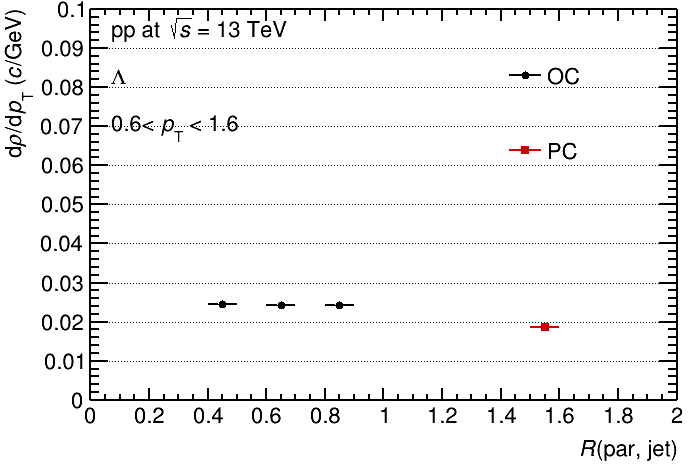 dρ/dp_T (c/GeV)
0.1
0.09
0.08
0.07
0.06
0.05
0.04
0.03
0.02
0.01
0
pp at √s = 13 TeV
Λ
0.6< p_T < 1.6
OC
PC
0 0.2 0.4 0.6 0.8 1 1.2 1.4 1.6 1.8 2
R(par, jet)